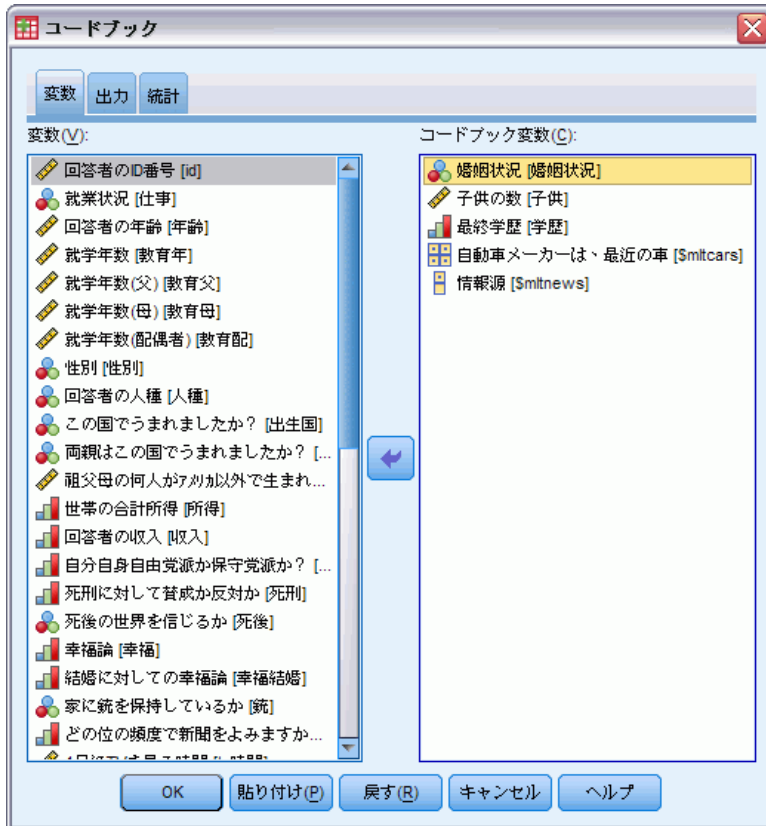 コードブック
変数 出力 統計
変数(V):
回答者のID番号 [id]
就業状況 [仕事]
回答者の年齢 [年齢]
就学年数 [教育年]
就学年数(父) [教育父]
就学年数(母) [教育母]
就学年数(配偶者) [教育配]
性別 [性別]
回答者の人種 [人種]
この国でうまれましたか？ [出生国]
両親はこの国でうまれましたか？ [...
祖父母の何人がｱﾒﾘｶ以外で生まれ...
世帯の合計所得 [所得]
回答者の収入 [収入]
自分自身自由党派か保守党派か？ [...
死刑に対して賛成か反対か [死刑]
死後の世界を信じるか [死後]
幸福論 [幸福]
結婚に対しての幸福論 [幸福結婚]
家に銃を保持しているか [銃]
どの位の頻度で新聞をよみますか...
コードブック変数(C):
婚姻状況 [婚姻状況]
子供の数 [子供]
最終学歴 [学歴]
自動車メーカーは、最近の車 [$mltcars]
情報源 [$mltnews]
OK 貼り付け(P) 戻す(R) キャンセル ヘルプ